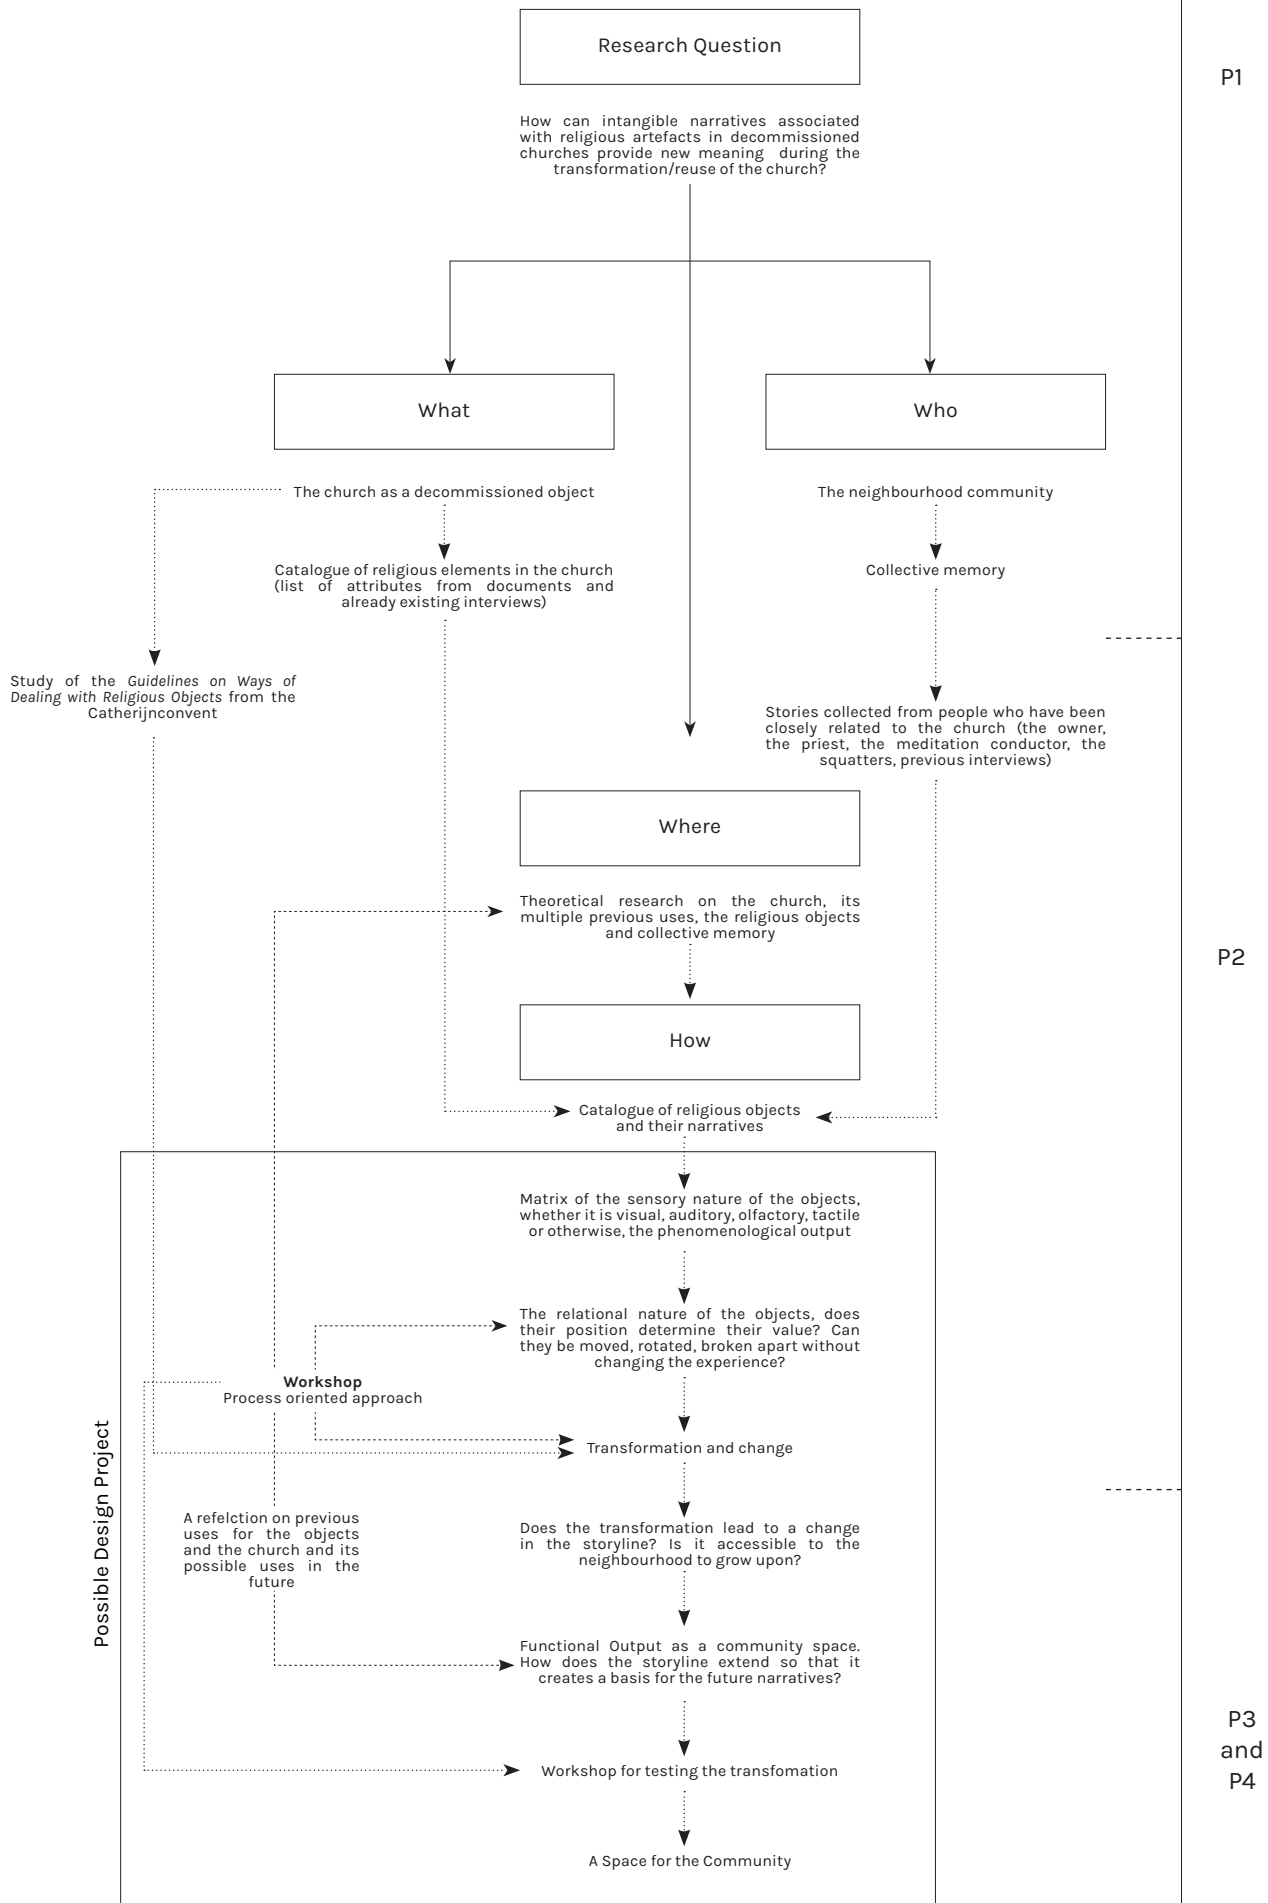 Research Question
P1
How can intangible narratives associated
with religious artefacts in decommissioned
churches provide new meaning during the
transformation/reuse of the church?
What
Who
The church as a decommissioned object
The neighbourhood community
Catalogue of religious elements in the church
(list of attributes from documents and
already existing interviews)
Collective memory
Study of the Guidelines on Ways of
Dealing with Religious Objects from the
Catherijnconvent
Stories collected from people who have been
closely related to the church (the owner,
the priest, the meditation conductor, the
squatters, previous interviews)
Where
Theoretical research on the church, its
multiple previous uses, the religious objects
and collective memory
P2
How
Catalogue of religious objects
and their narratives
Matrix of the sensory nature of the objects,
whether it is visual, auditory, olfactory, tactile
or otherwise, the phenomenological output
The relational nature of the objects, does
their position determine their value? Can
they be moved, rotated, broken apart without
changing the experience?
Workshop
Process oriented approach
Transformation and change
Possible Design Project
A refelction on previous
uses for the objects
and the church and its
possible uses in the
future
Does the transformation lead to a change
in the storyline? Is it accessible to the
neighbourhood to grow upon?
Functional Output as a community space.
How does the storyline extend so that it
creates a basis for the future narratives?
P3
and
P4
Workshop for testing the transfomation
A Space for the Community